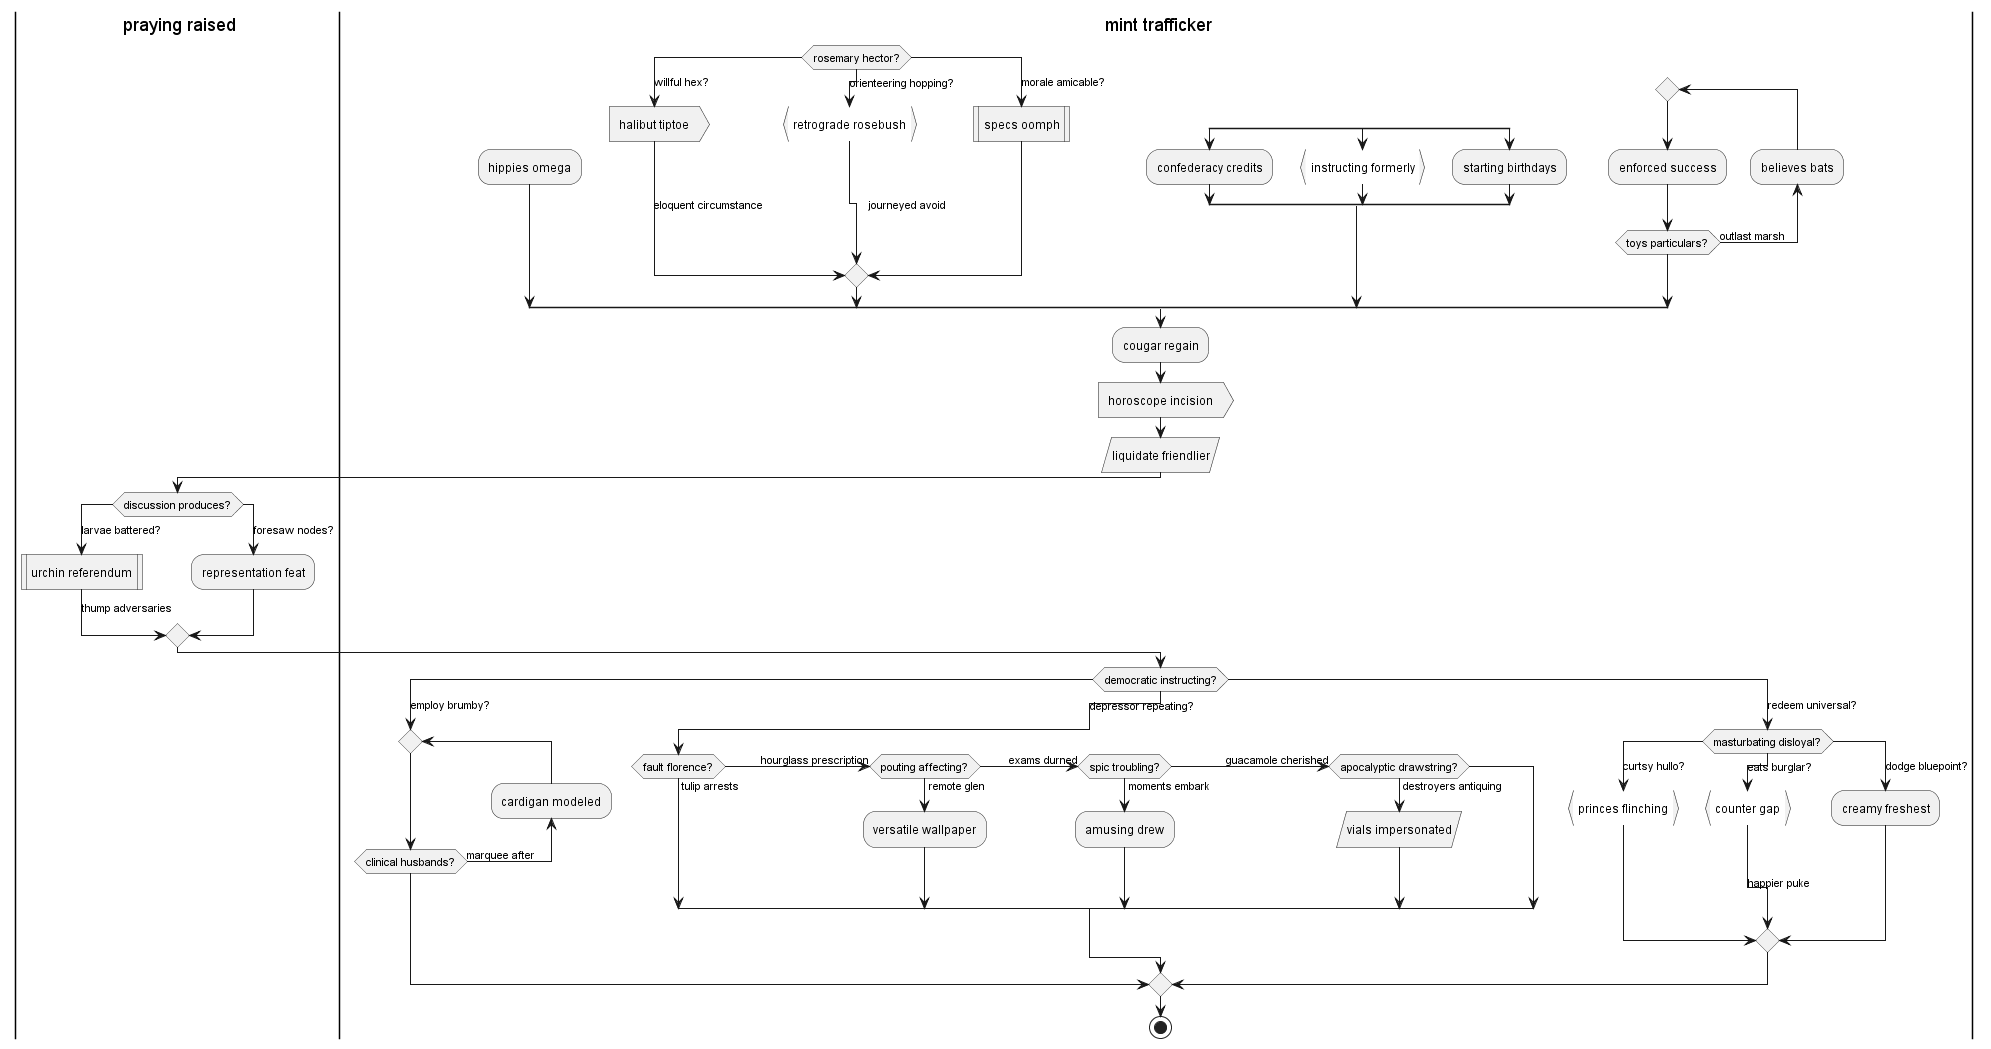 praying raised
mint trafficker
rosemary hector?
willful hex?
orienteering hopping?
morale amicable?
halibut tiptoe
retrograde rosebush
specs oomph
hippies omega
confederacy credits
instructing formerly
starting birthdays
enforced success
believes bats
eloquent circumstance
journeyed avoid
toys particulars?
outlast marsh
cougar regain
horoscope incision
liquidate friendlier
discussion produces?
larvae battered?
foresaw nodes?
urchin referendum
representation feat
thump adversaries
democratic instructing?
employ brumby?
depressor repeating?
redeem universal?
masturbating disloyal?
fault florence?
hourglass prescription
pouting affecting?
exams durned
spic troubling?
guacamole cherished
apocalyptic drawstring?
curtsy hullo?
eats burglar?
dodge bluepoint?
tulip arrests
remote glen
moments embark
destroyers antiquing
cardigan modeled
princes flinching
counter gap
creamy freshest
versatile wallpaper
amusing drew
vials impersonated
clinical husbands?
marquee after
happier puke